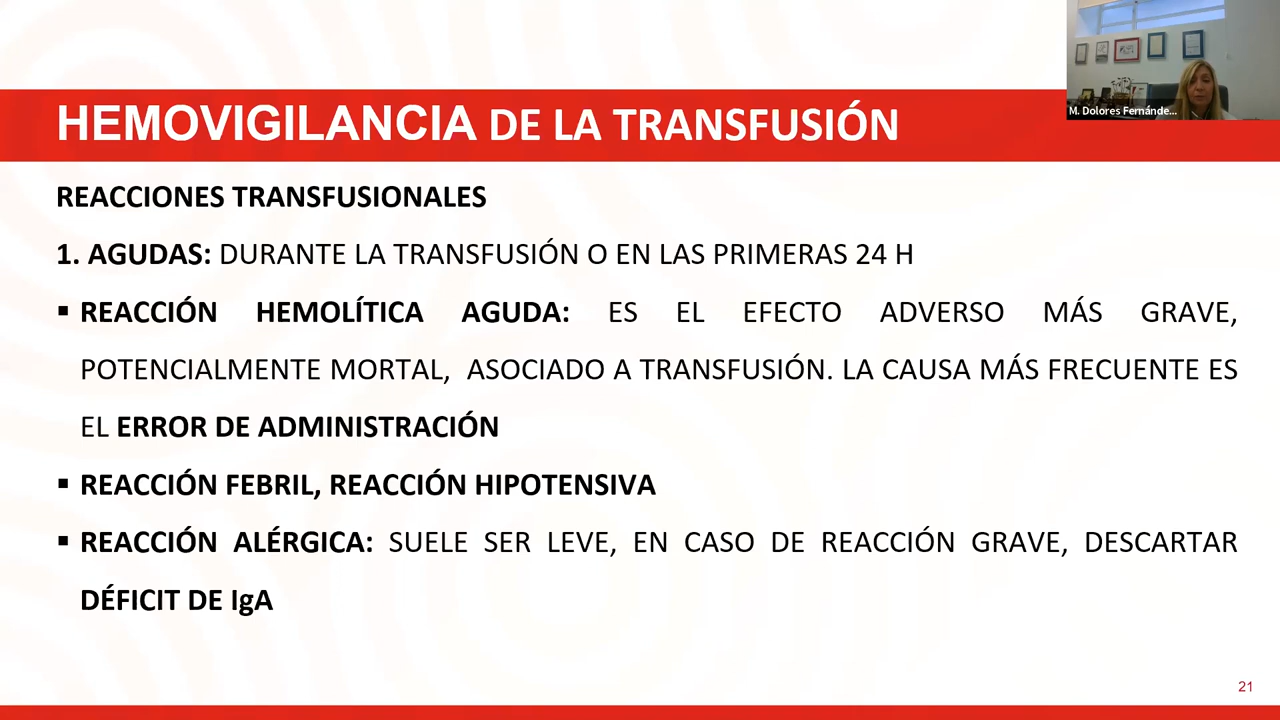 M. Dolores Fernánde...
HEMOVIGILANCIA DE LA TRANSFUSIÓN
REACCIONES TRANSFUSIONALES
1. AGUDAS: DURANTE LA TRANSFUSIÓN O EN LAS PRIMERAS 24 H
▪ REACCIÓN HEMOLÍTICA AGUDA: ES EL EFECTO ADVERSO MÁS GRAVE,
POTENCIALMENTE MORTAL, ASOCIADO A TRANSFUSIÓN. LA CAUSA MÁS FRECUENTE ES
EL ERROR DE ADMINISTRACIÓN
▪ REACCIÓN FEBRIL, REACCIÓN HIPOTENSIVA
▪ REACCIÓN ALÉRGICA: SUELE SER LEVE, EN CASO DE REACCIÓN GRAVE, DESCARTAR
DÉFICIT DE IgA
21